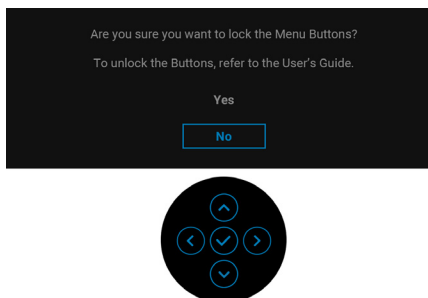 Are you sure you want to lock the Menu Buttons?
To unlock the Buttons, refer to the User's Guide.
Yes
No